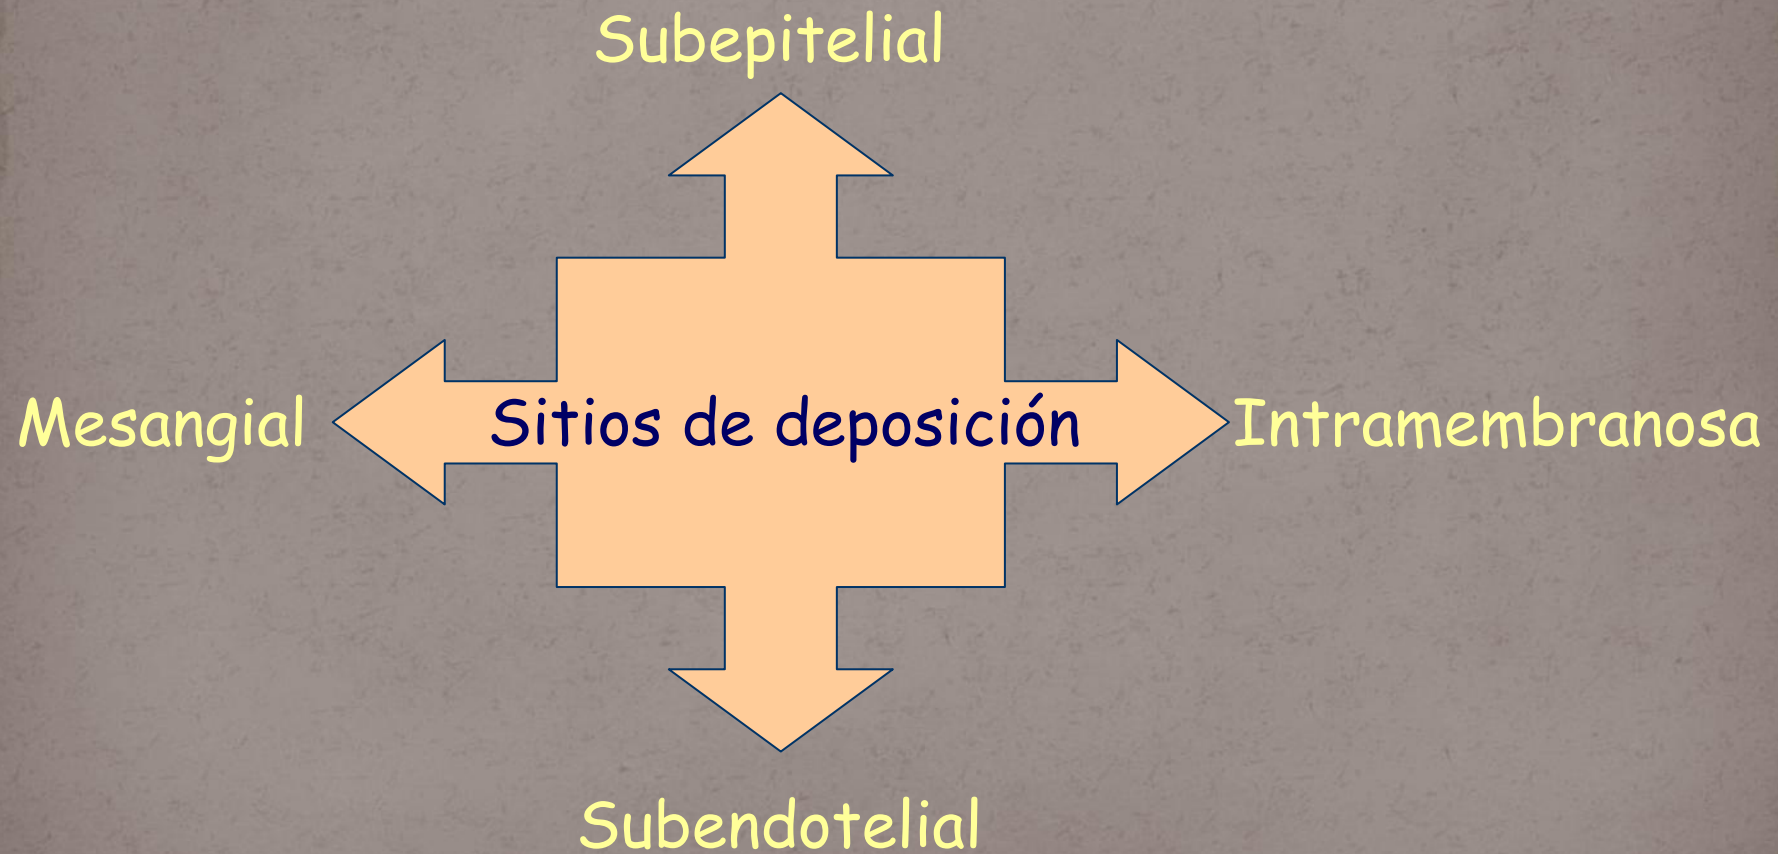 Subepitelial
Mesangial
Sitios de deposición
Intramembranosa
Subendotelial